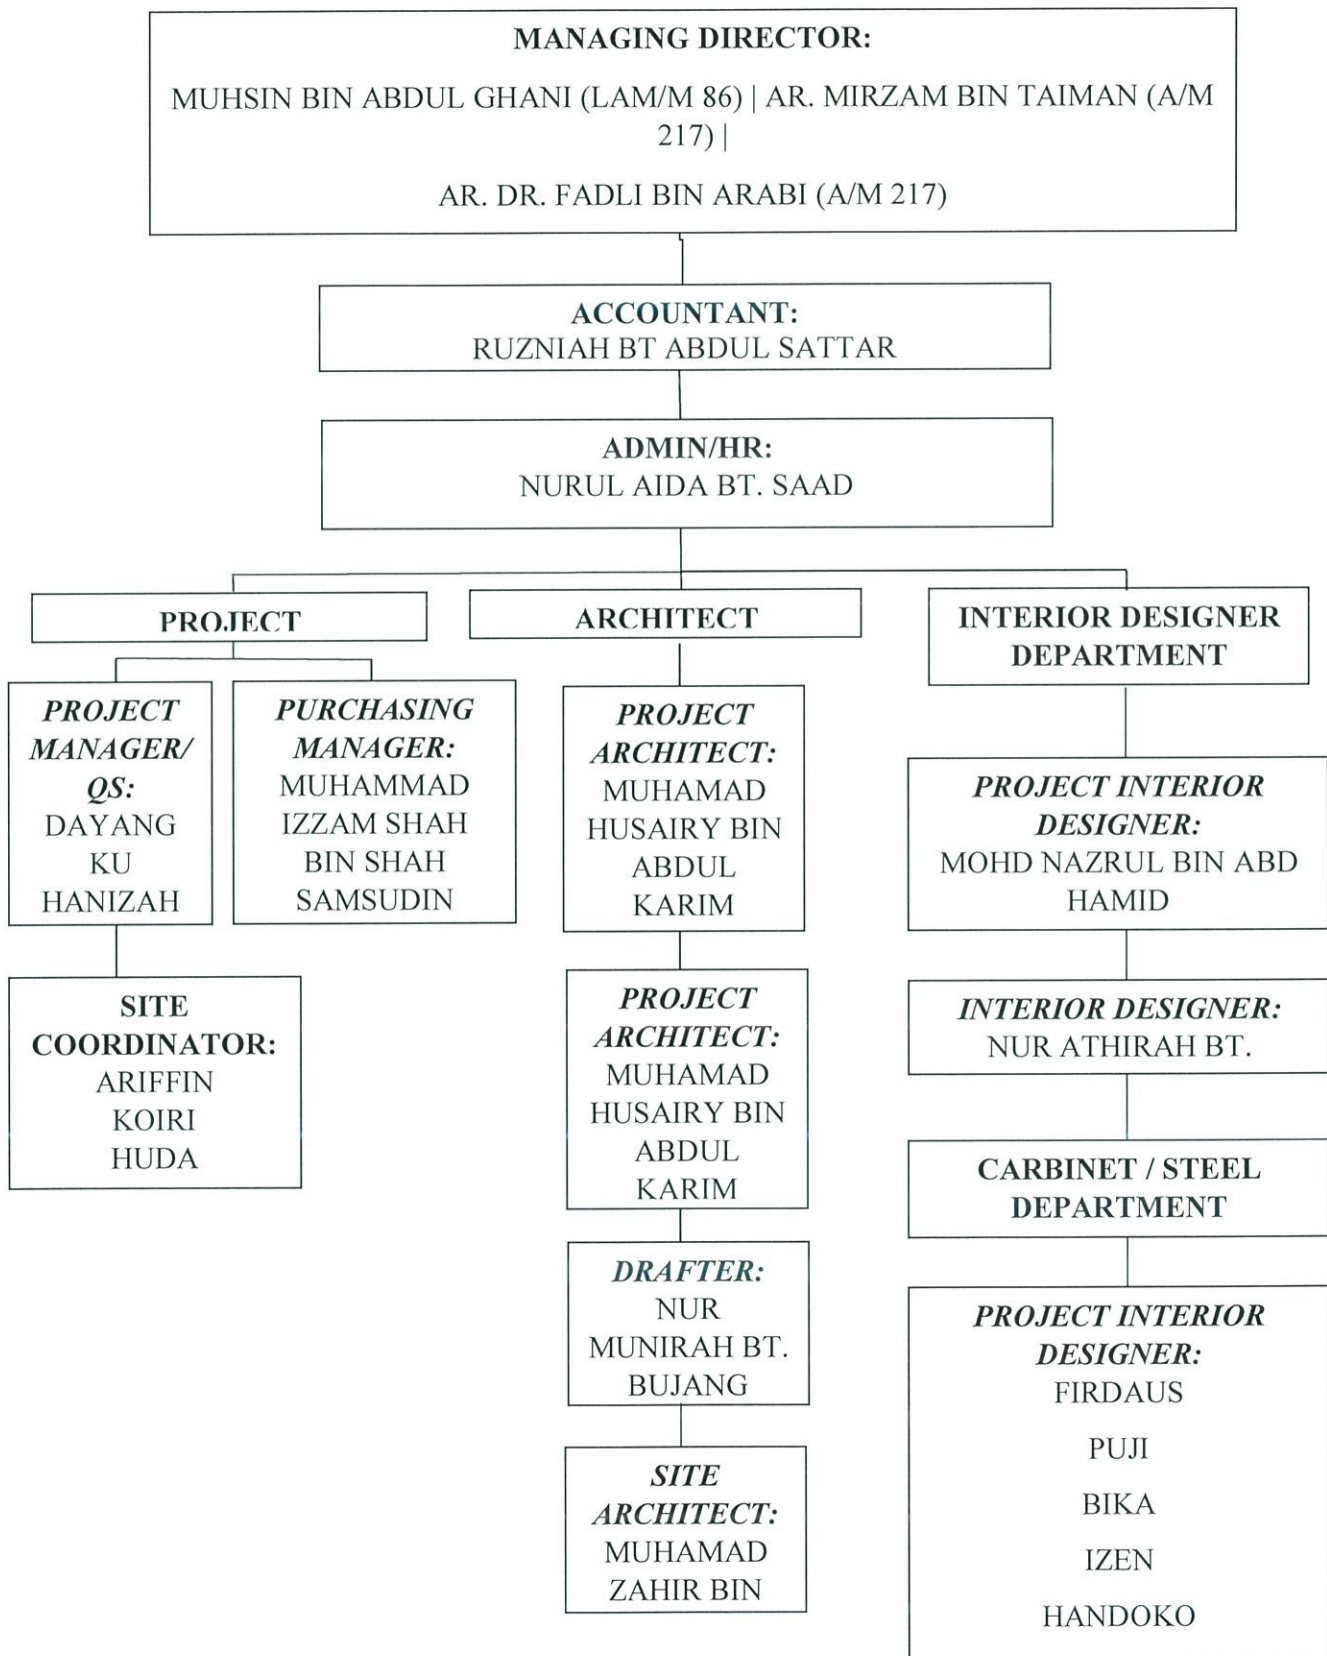 MANAGING DIRECTOR:
MUHSIN BIN ABDUL GHANI (LAM/M 86) | AR. MIRZAM BIN TAIMAN (A/M
217) |
AR. DR. FADLI BIN ARABI (A/M 217)
ACCOUNTANT:
RUZNIAH BT ABDUL SATTAR
ADMIN/HR:
NURUL AIDA BT. SAAD
PROJECT
PROJECT
MANAGER/
QS:
DAYANG
KU
HANIZAH
PURCHASING
MANAGER:
MUHAMMAD
IZZAM SHAH
BIN SHAH
SAMSUDIN
SITE
COORDINATOR:
ARIFFIN
KOIRI
HUDA
ARCHITECT
PROJECT
ARCHITECT:
MUHAMAD
HUSAIRY BIN
ABDUL
KARIM
PROJECT
ARCHITECT:
MUHAMAD
HUSAIRY BIN
ABDUL
KARIM
DRAFTER:
NUR
MUNIRAH BT.
BUJANG
SITE
ARCHITECT:
MUHAMAD
ZAHIR BIN
INTERIOR DESIGNER
DEPARTMENT
PROJECT INTERIOR
DESIGNER:
MOHD NAZRUL BIN ABD
HAMID
INTERIOR DESIGNER:
NUR ATHIRAH BT.
CARBINET / STEEL
DEPARTMENT
PROJECT INTERIOR
DESIGNER:
FIRDAUS
PUJI
BIKA
IZEN
HANDOKO